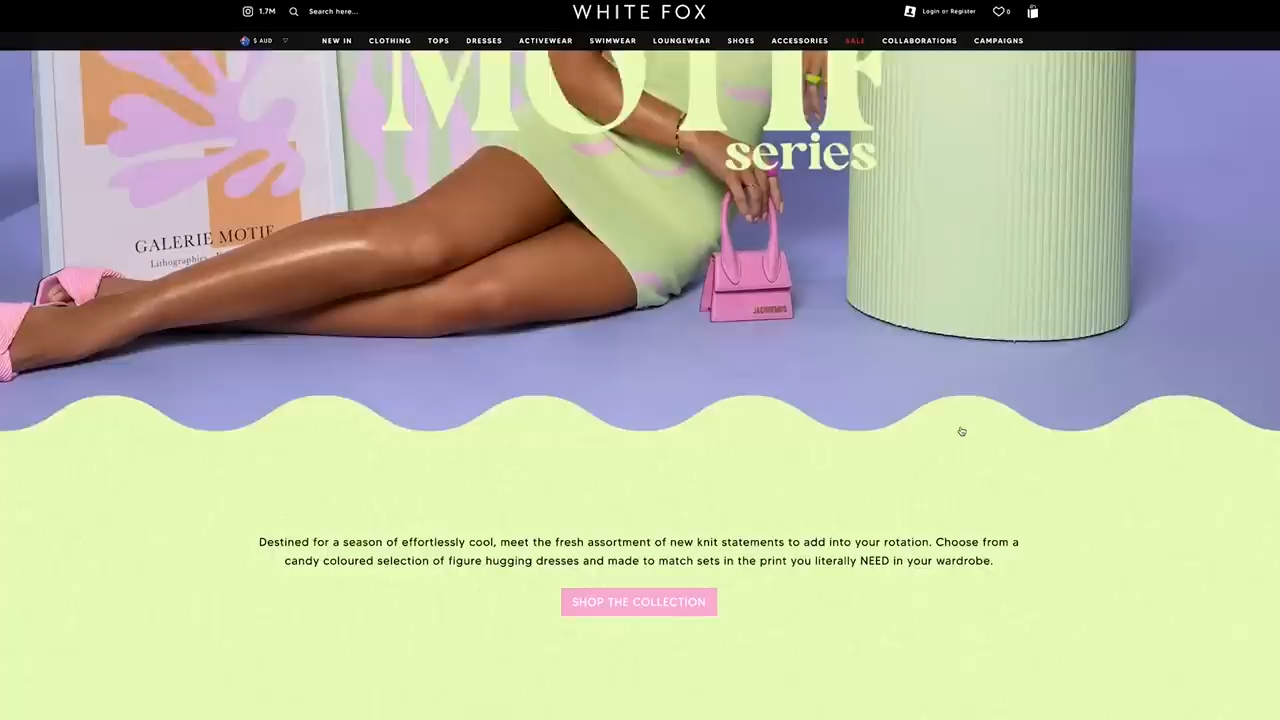 1.7M Search here... WHITE FOX Login or Register 0
$ AUD NEW IN CLOTHING TOPS DRESSES ACTIVEWEAR SWIMWEAR LOUNGEWEAR SHOES ACCESSORIES SALE COLLABORATIONS CAMPAIGNS
MOTIF
series
GALERIE MOTIF
JACQUEMUS
Destined for a season of effortlessly cool, meet the fresh assortment of new knit statements to add into your rotation. Choose from a
candy coloured selection of figure hugging dresses and made to match sets in the print you literally NEED in your wardrobe.
SHOP THE COLLECTION